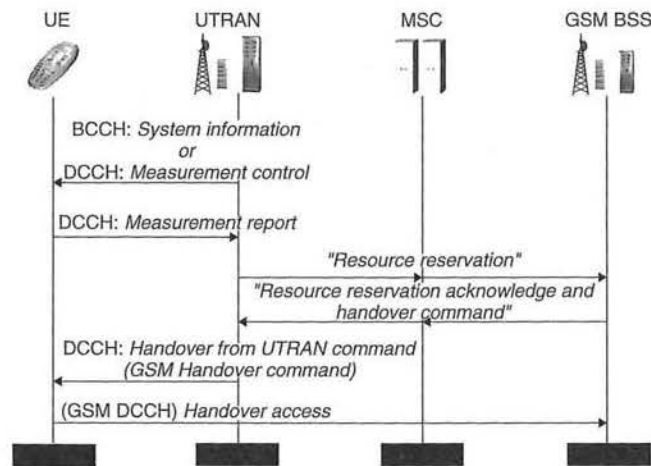 UE
UTRAN
MSC
GSM BSS
BCCH: System information
or
DCCH: Measurement control
DCCH: Measurement report
"Resource reservation"
"Resource reservation acknowledge and
handover command"
DCCH: Handover from UTRAN command
(GSM Handover command)
(GSM DCCH) Handover access